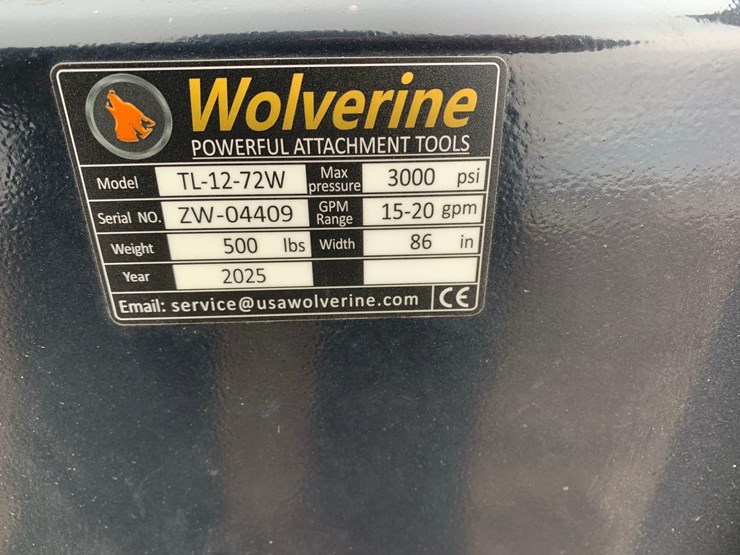 Wolverine
POWERFUL ATTACHMENT TOOLS
Model TL-12-72W Max pressure 3000 psi
Serial NO. ZW-04409 GPM Range 15-20 gpm
Weight 500 lbs Width 86 in
Year 2025
Email: service@usawolverine.com CE